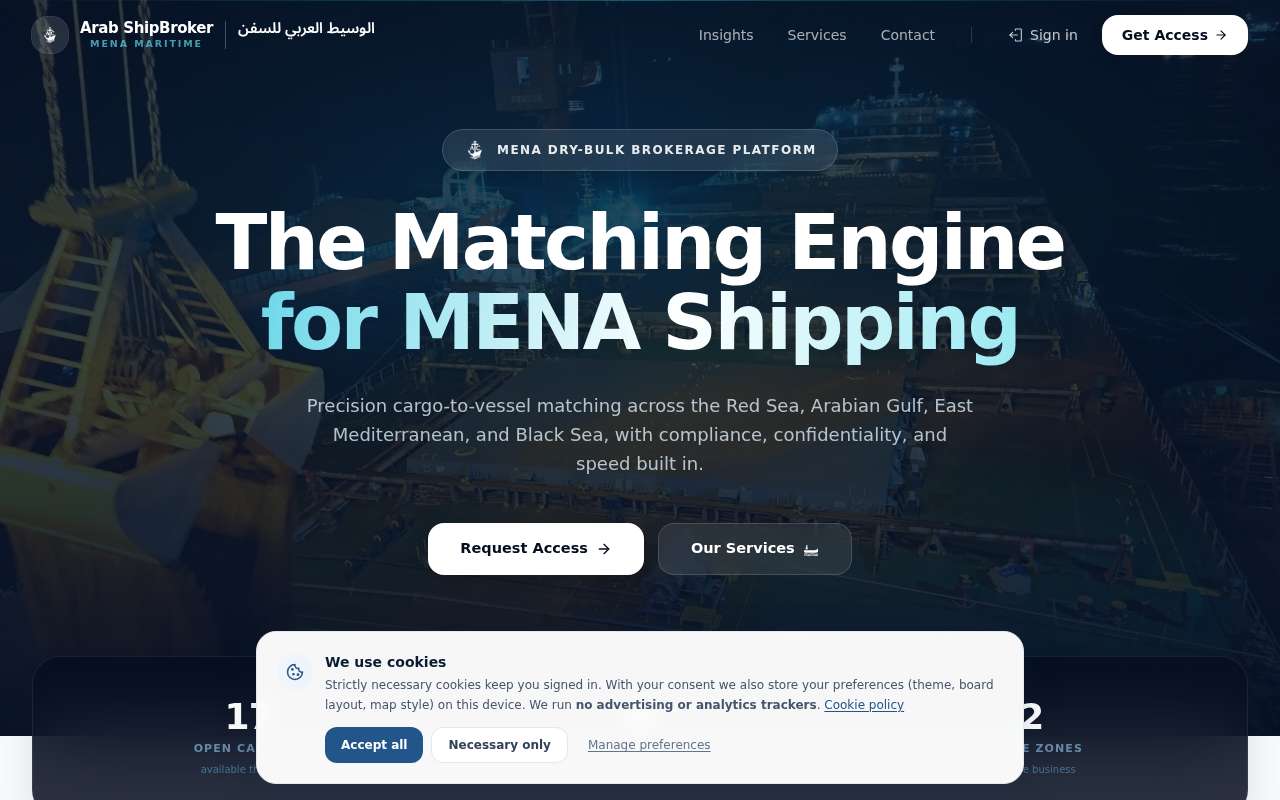 Arab ShipBroker
MENA MARITIME
الوسيط العربي للسفن
Insights
Services
Contact
Sign in
Get Access
MENA DRY-BULK BROKERAGE PLATFORM
The Matching Engine
for MENA Shipping
Precision cargo-to-vessel matching across the Red Sea, Arabian Gulf, East
Mediterranean, and Black Sea, with compliance, confidentiality, and
speed built in.
Request Access
Our Services
We use cookies
Strictly necessary cookies keep you signed in. With your consent we also store your preferences (theme, board
layout, map style) on this device. We run no advertising or analytics trackers. Cookie policy
Accept all
Necessary only
Manage preferences
OPEN
ZONES
available
business